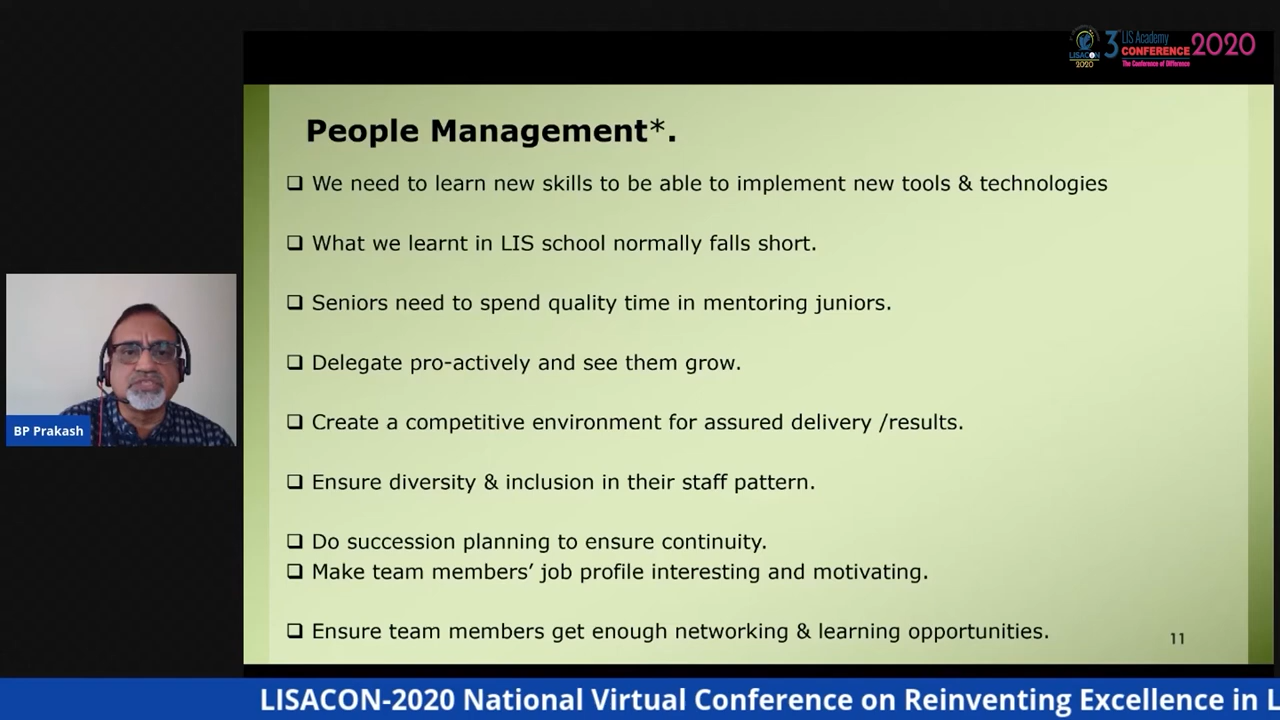 LISACON
2020
3 LIS Academy
CONFERENCE 2020
The Conference of Difference
People Management*.
❑ We need to learn new skills to be able to implement new tools & technologies
❑ What we learnt in LIS school normally falls short.
❑ Seniors need to spend quality time in mentoring juniors.
❑ Delegate pro-actively and see them grow.
❑ Create a competitive environment for assured delivery /results.
❑ Ensure diversity & inclusion in their staff pattern.
❑ Do succession planning to ensure continuity.
❑ Make team members’ job profile interesting and motivating.
❑ Ensure team members get enough networking & learning opportunities.
11
BP Prakash
LISACON-2020 National Virtual Conference on Reinventing Excellence in L